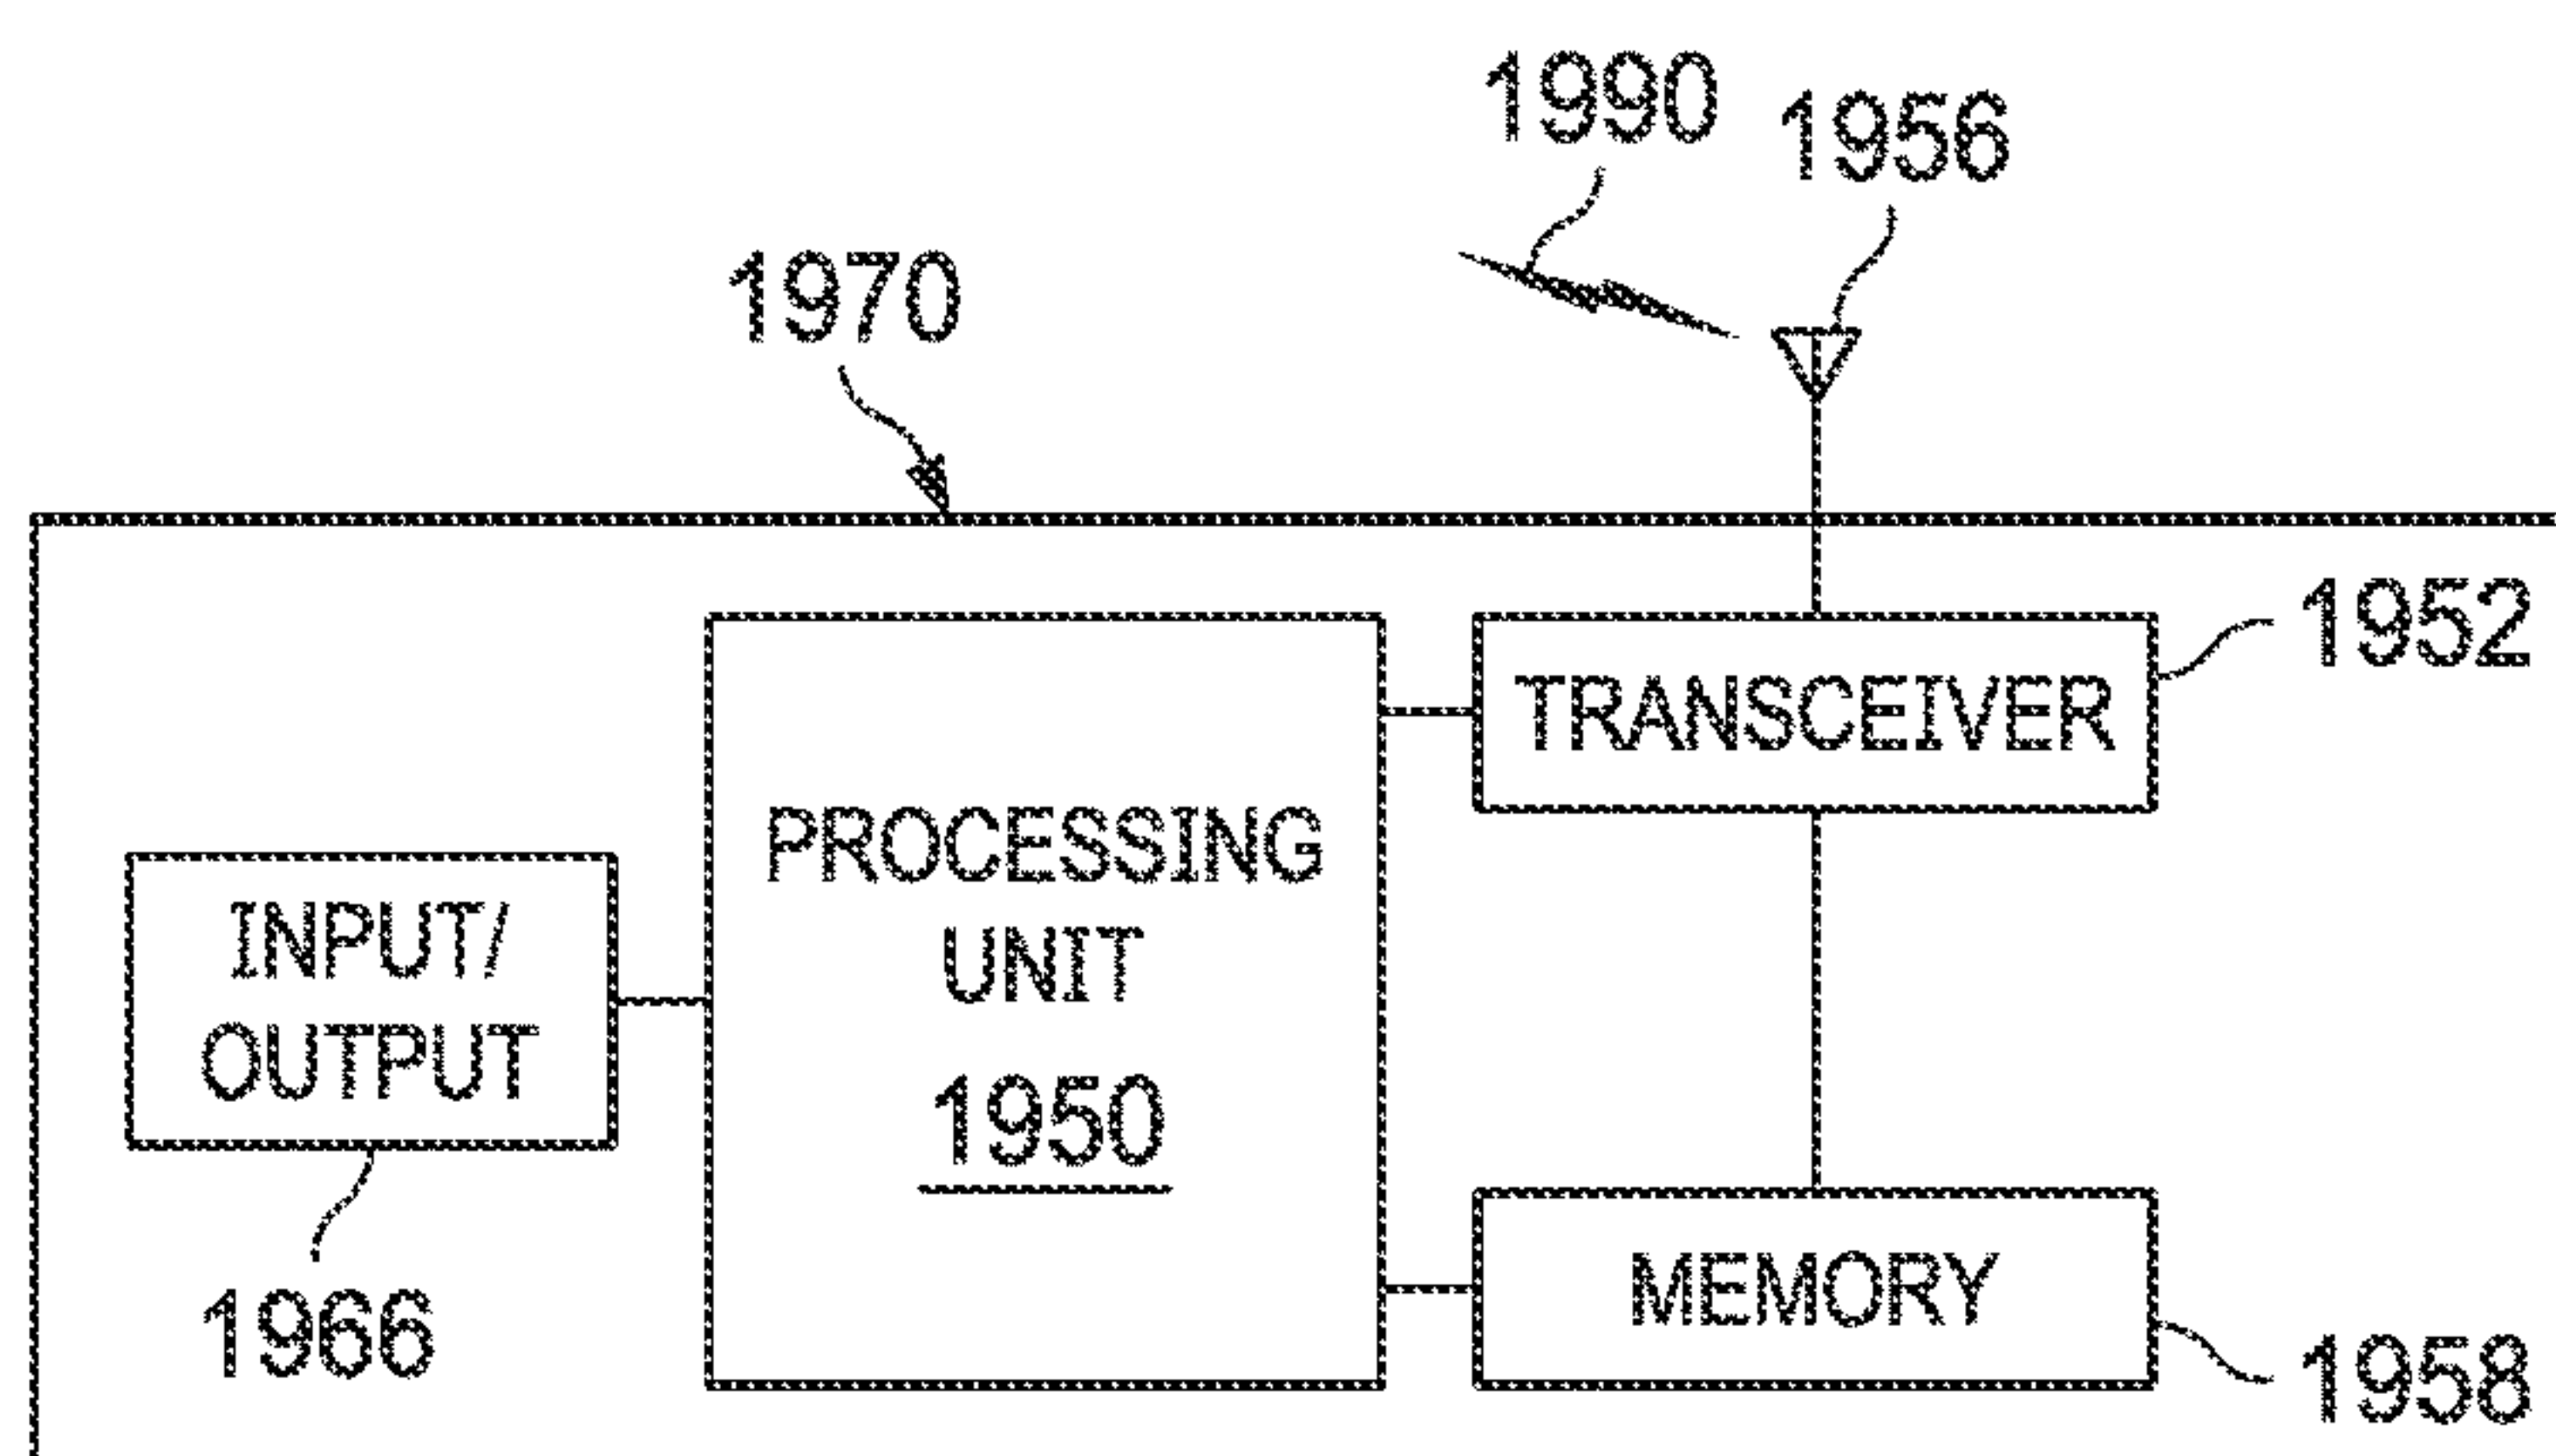 1990
1956
1970
1952
TRANSCEIVER
PROCESSING
UNIT
1950
INPUT/
OUTPUT
1966
MEMORY
1958